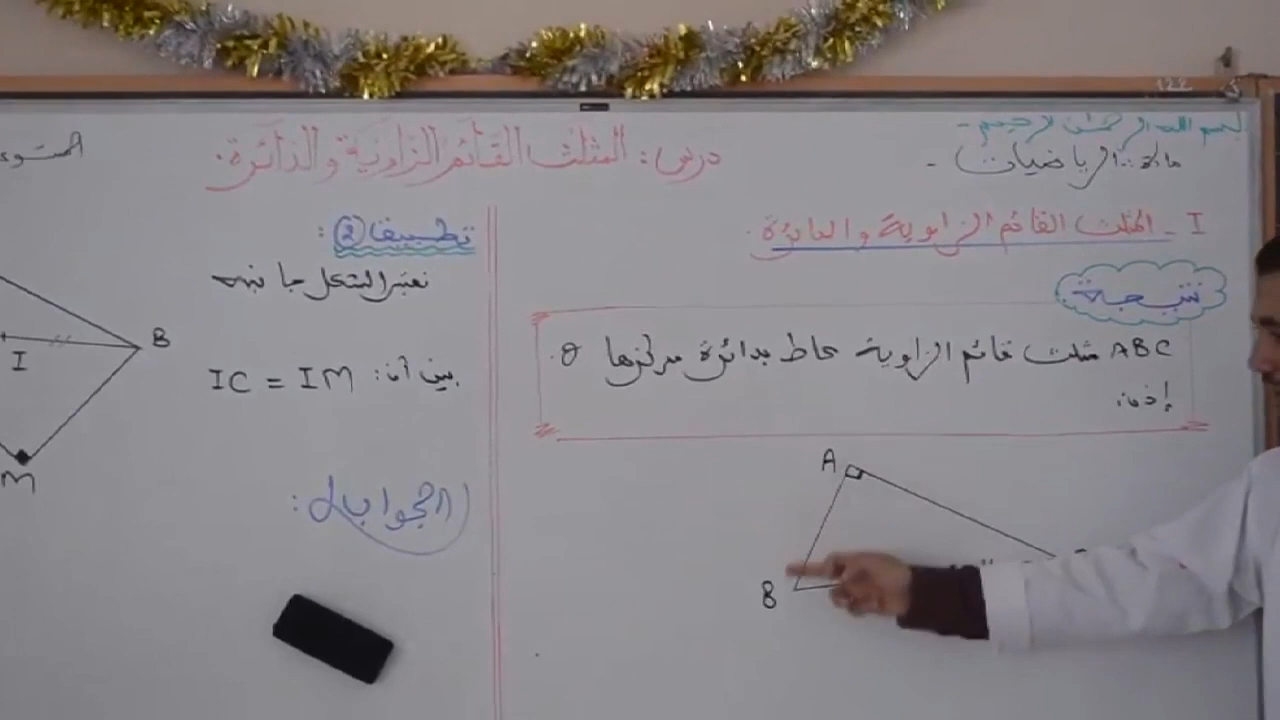 بسم الله الرحمان الرحيم -
مادة: الرياضيات -
درس: المثلث القائم الزاوية والدائرة.
I - المثلث القائم الزاوية والدائرة.
نتيجة
ABC مثلث قائم الزاوية محاط بدائرة مركزها O.
إذن:
A
B
تطبيق ②:
نعتبر الشكل جانبه
بين أن: IC = IM
الجواب:
B
I
M